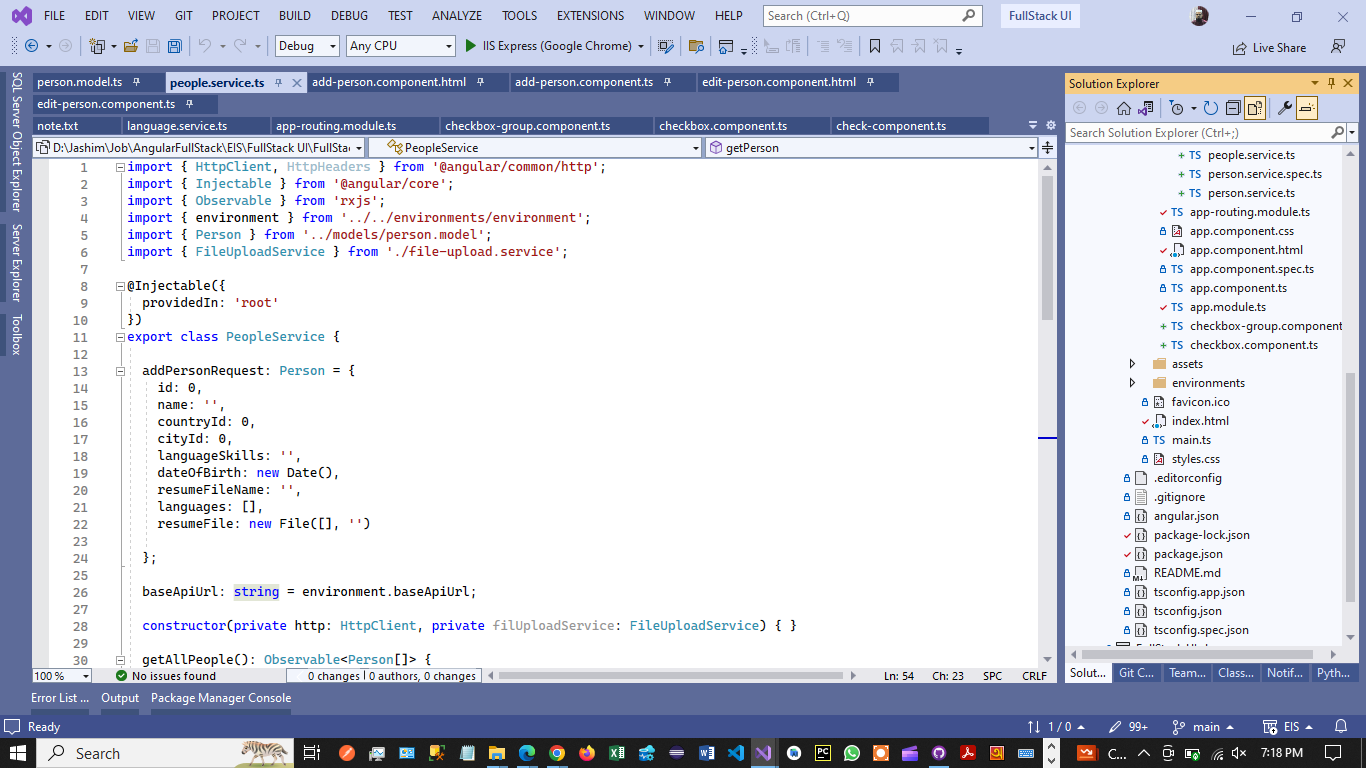 FILE EDIT VIEW GIT PROJECT BUILD DEBUG TEST ANALYZE TOOLS EXTENSIONS WINDOW HELP Search (Ctrl+Q) FullStack UI
Debug Any CPU IIS Express (Google Chrome) Live Share
SQL Server Object Explorer
Server Explorer
Toolbox
person.model.ts people.service.ts add-person.component.html add-person.component.ts edit-person.component.html
edit-person.component.ts
note.txt language.service.ts app-routing.module.ts checkbox-group.component.ts checkbox.component.ts check-component.ts
D:\Jashim\Job\AngularFullStack\EIS\FullStack UI\FullSta PeopleService getPerson
1 import { HttpClient, HttpHeaders } from '@angular/common/http';
2 import { Injectable } from '@angular/core';
3 import { Observable } from 'rxjs';
4 import { environment } from '../../environments/environment';
5 import { Person } from '../models/person.model';
6 import { FileUploadService } from './file-upload.service';
7
8 @Injectable({
9 providedIn: 'root'
10 })
11 export class PeopleService {
12
13 addPersonRequest: Person = {
14 id: 0,
15 name: '',
16 countryId: 0,
17 cityId: 0,
18 languageSkills: '',
19 dateOfBirth: new Date(),
20 resumeFileName: '',
21 languages: [],
22 resumeFile: new File([], '')
23
24 };
25
26 baseApiUrl: string = environment.baseApiUrl;
27
28 constructor(private http: HttpClient, private filUploadService: FileUploadService) { }
29
30 getAllPeople(): Observable<Person[]> {
100 % No issues found 0 changes | 0 authors, 0 changes Ln: 54 Ch: 23 SPC CRLF
Solution Explorer
Search Solution Explorer (Ctrl+;)
people.service.ts
person.service.spec.ts
person.service.ts
app-routing.module.ts
app.component.css
app.component.html
app.component.spec.ts
app.component.ts
app.module.ts
checkbox-group.component
checkbox.component.ts
assets
environments
favicon.ico
index.html
main.ts
styles.css
.editorconfig
.gitignore
angular.json
package-lock.json
package.json
README.md
tsconfig.app.json
tsconfig.json
tsconfig.spec.json
Solut... Git C... Team... Class... Notif... Pyth...
Error List ... Output Package Manager Console
Ready 1 / 0 99+ main EIS
Search C... 7:18 PM